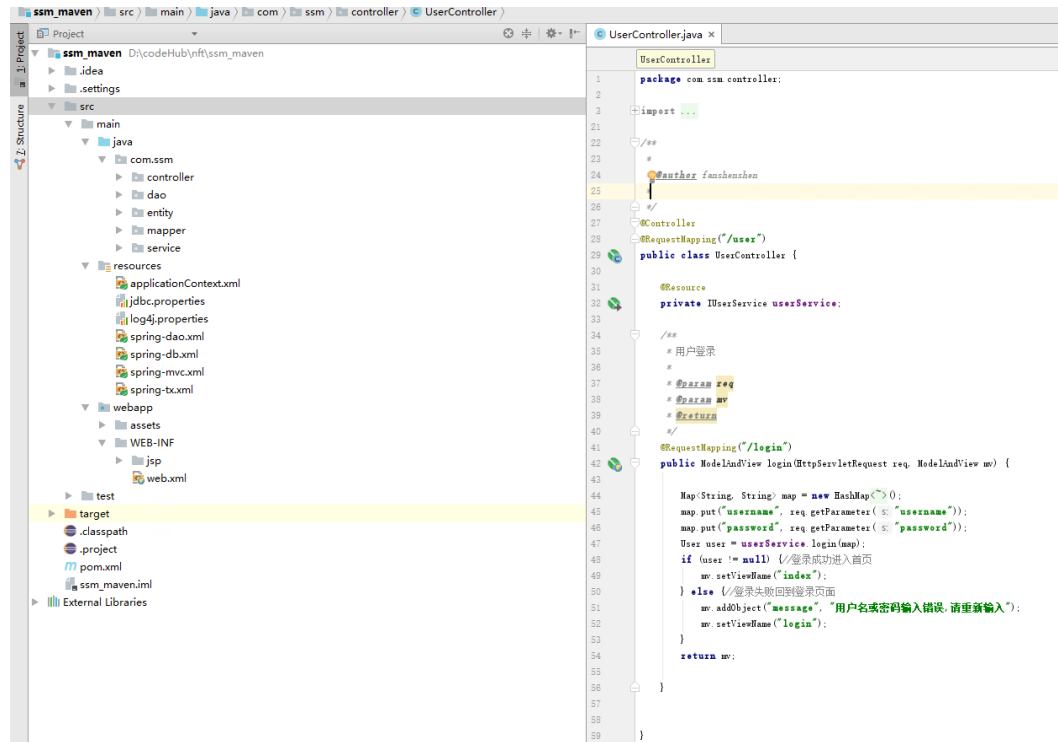 ssm_maven src main java com ssm controller UserController
1: Project
7: Structure
Project
ssm_maven D:\codeHub\nft\ssm_maven
.idea
.settings
src
main
java
com.ssm
controller
dao
entity
mapper
service
resources
applicationContext.xml
jdbc.properties
log4j.properties
spring-dao.xml
spring-db.xml
spring-mvc.xml
spring-tx.xml
webapp
assets
WEB-INF
jsp
web.xml
test
target
.classpath
.project
pom.xml
ssm_maven.iml
External Libraries
UserController.java ×
UserController
1 package com.ssm.controller;
2
3 import ...
21
22 /**
23 *
24 @author fanshenshen
25 *
26 */
27 @Controller
28 @RequestMapping("/user")
29 public class UserController {
30
31 @Resource
32 private IUserService userService;
33
34 /**
35 * 用户登录
36 *
37 * @param req
38 * @param mv
39 * @return
40 */
41 @RequestMapping("/login")
42 public ModelAndView login(HttpServletRequest req, ModelAndView mv) {
43
44 Map<String, String> map = new HashMap<~>();
45 map.put("username", req.getParameter( s: "username"));
46 map.put("password", req.getParameter( s: "password"));
47 User user = userService.login(map);
48 if (user != null) {//登录成功进入首页
49 mv.setViewName("index");
50 } else {//登录失败回到登录页面
51 mv.addObject("message", "用户名或密码输入错误,请重新输入");
52 mv.setViewName("login");
53 }
54 return mv;
55
56 }
57
58
59 }